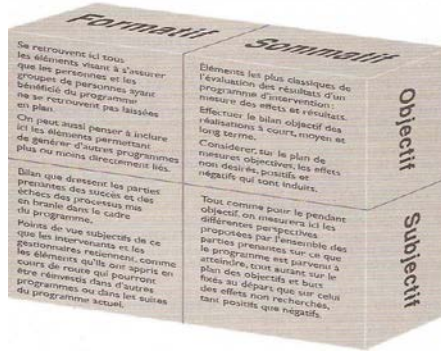 Formatif
Sommatif
Se retrouvent ici tous
les éléments visant à s'assurer
que les personnes et les
groupes de personnes ayant
bénéficié du programme
ne se retrouvent pas laissées
en plan.
On peut aussi penser à inclure
ici les éléments permettant
de générer d'autres programmes
plus ou moins directement liés.
Éléments les plus classiques de
l'évaluation des résultats d'un
programme d'intervention :
mesure des effets et résultats.
Effectuer le bilan objectif des
réalisations à court, moyen et
long terme.
Considérer, sur le plan de
mesures objectives, les effets
non désirés, positifs et
négatifs qui sont induits.
Objectif
Bilan que dressent les parties
prenantes des succès et des
échecs des processus mis
en branle dans le cadre
du programme.
Points de vue subjectifs de ce
que les intervenants et les
gestionnaires retiennent, comme
les éléments qu'ils ont appris en
cours de route qui pourront
être réinvestis dans d'autres
programmes ou dans les suites
du programme actuel.
Tout comme pour le pendant
objectif, on mesurera ici les
différentes perspectives
proposées par l'ensemble des
parties prenantes sur ce que
le programme est parvenu à
atteindre, tout autant sur le
plan des objectifs et buts
fixés au départ que sur celui
des effets non recherchés,
tant positifs que négatifs.
Subjectif